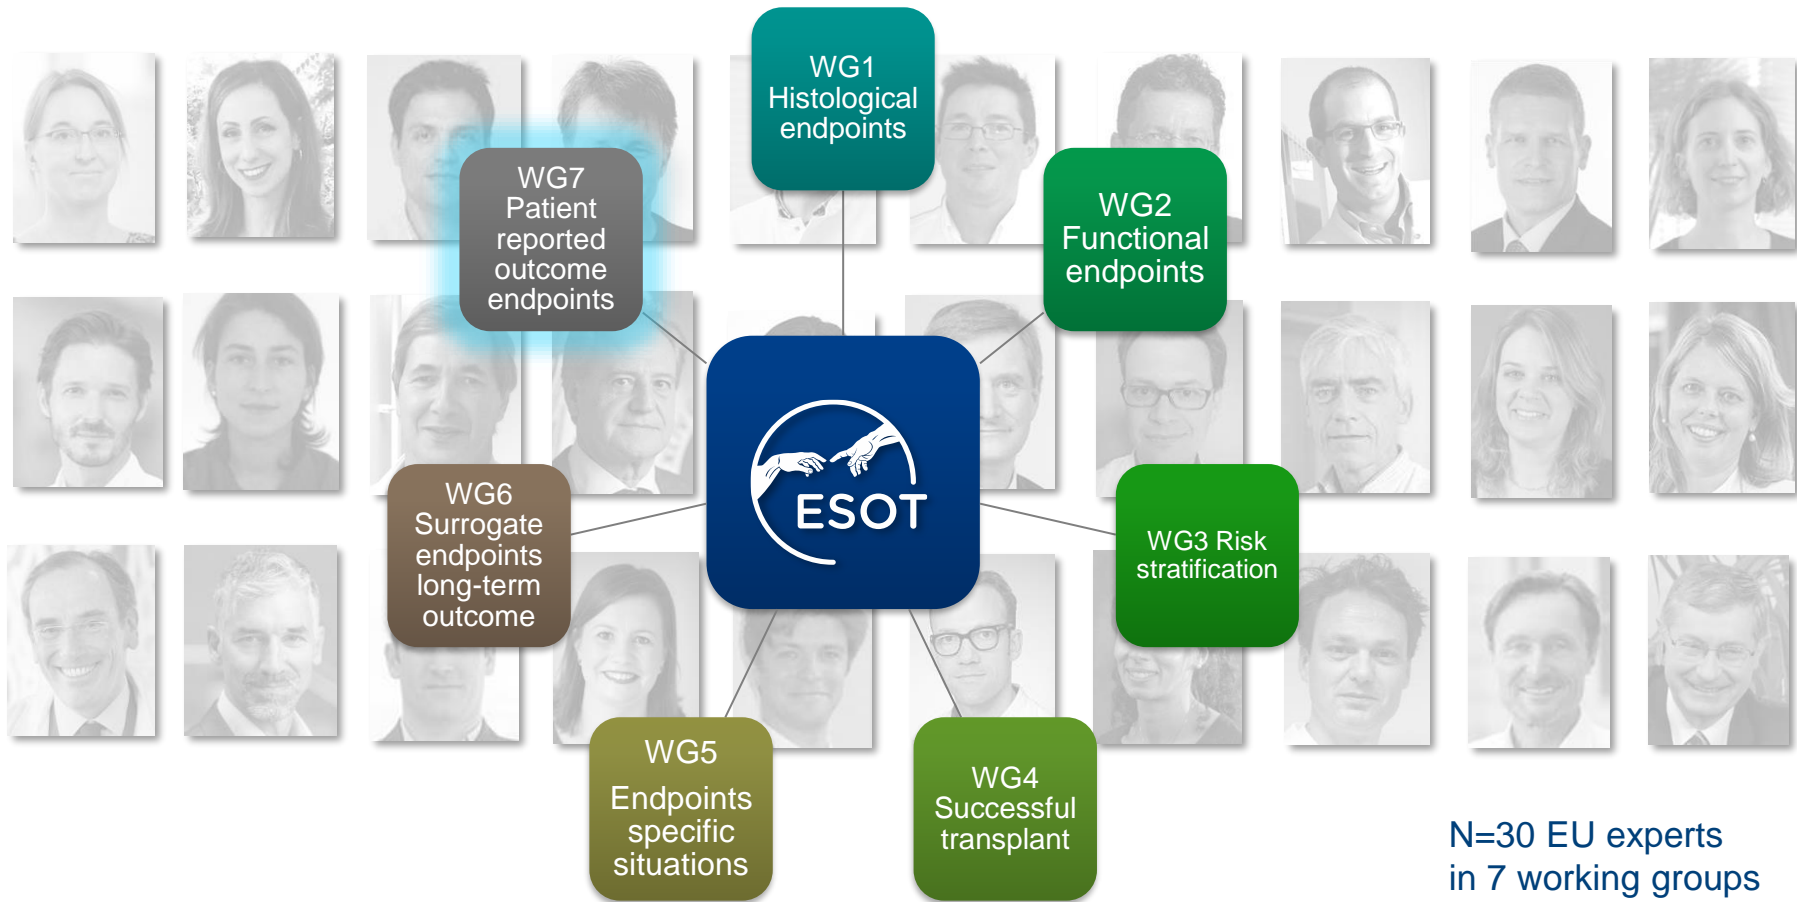 WG1
Histological
endpoints
WG2
Functional
endpoints
WG3 Risk
stratification
WG4
Successful
transplant
WG5
Endpoints
specific
situations
WG6
Surrogate
endpoints
long-term
outcome
WG7
Patient
reported
outcome
endpoints
ESOT
N=30 EU experts
in 7 working groups